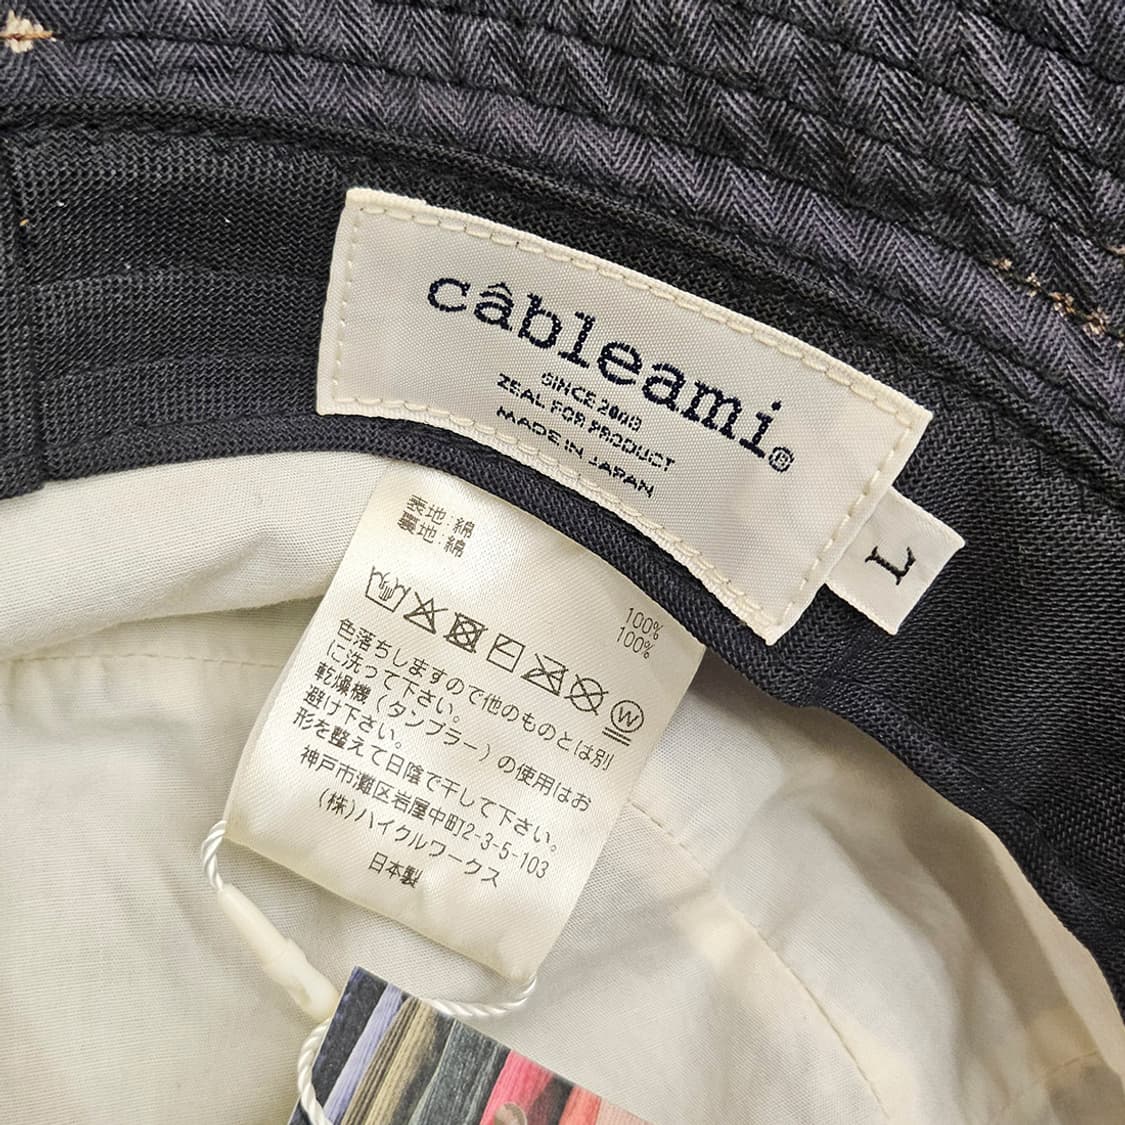 câbleami®
SINCE 2000
ZEAL FOR PRODUCT
MADE IN JAPAN
L
表地:綿 100%
裏地:綿 100%
W
色落ちしますので他のものとは別
に洗って下さい。
乾燥機(タンブラー)の使用はお
避け下さい。
形を整えて日陰で干して下さい。
神戸市灘区岩屋中町2-3-5-103
(株)ハイクルワークス
日本製